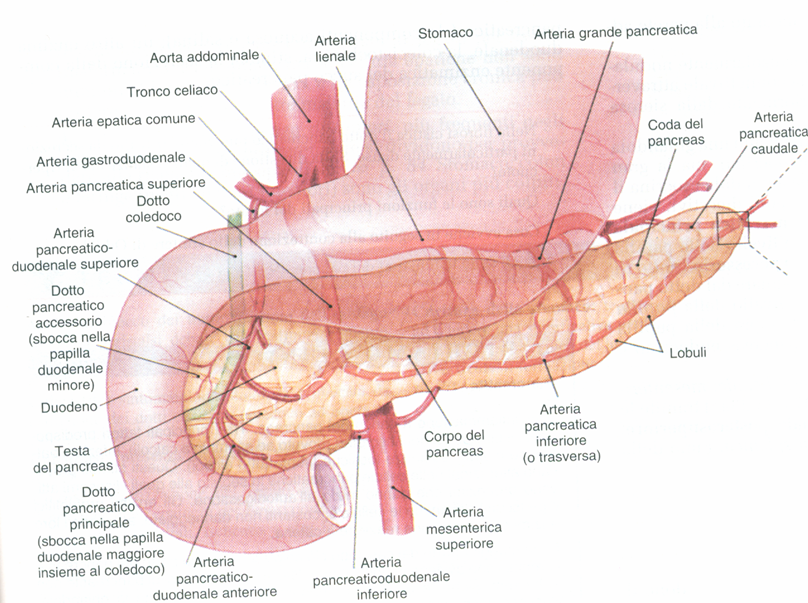 Stomaco
Arteria grande pancreatica
Arteria
lienale
Aorta addominale
Tronco celiaco
Arteria epatica comune
Arteria gastroduodenale
Arteria pancreatica superiore
Dotto
coledoco
Arteria
pancreatico-
duodenale superiore
Dotto
pancreatico
accessorio
(sbocca nella
papilla
duodenale
minore)
Duodeno
Testa
del pancreas
Dotto
pancreatico
principale
(sbocca nella papilla
duodenale maggiore
insieme al coledoco)
Arteria
pancreatico-
duodenale anteriore
Arteria
pancreaticoduodenale
inferiore
Arteria
mesenterica
superiore
Corpo del
pancreas
Arteria
pancreatica
inferiore
(o trasversa)
Lobuli
Coda del
pancreas
Arteria
pancreatica
caudale